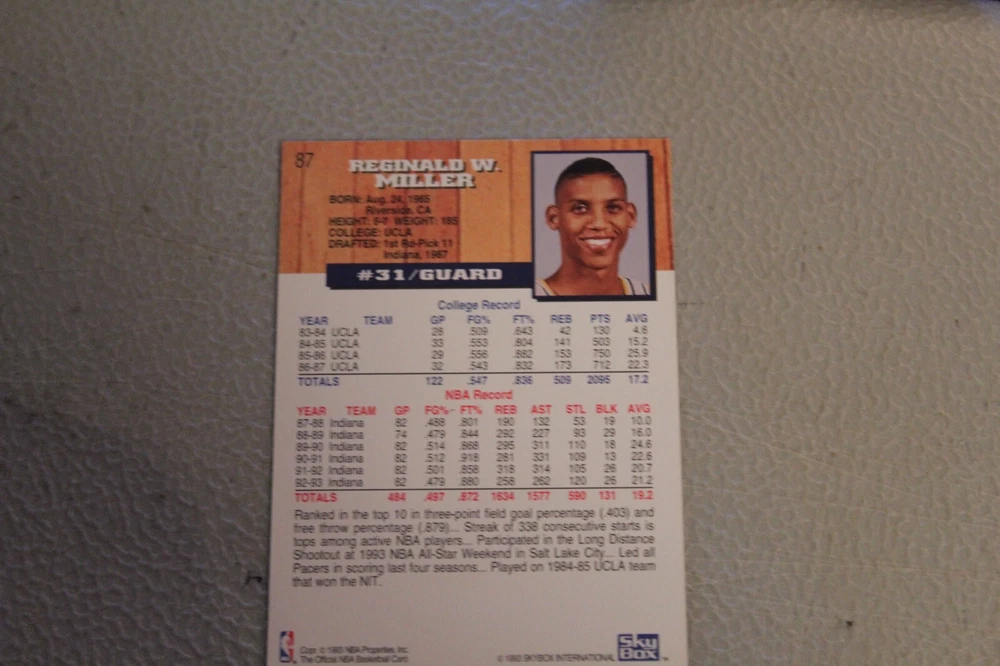 87
REGINALD W.
MILLER
BORN: Aug. 24, 1965
Riverside, CA
HEIGHT: 6-7 WEIGHT: 185
COLLEGE: UCLA
DRAFTED: 1st Rd-Pick 11
Indiana, 1987
#31/GUARD
College Record
YEAR TEAM GP FG% FT% REB PTS AVG
83-84 UCLA 28 .509 .643 42 130 4.6
84-85 UCLA 33 .553 .804 141 503 15.2
85-86 UCLA 29 .556 .882 153 750 25.9
86-87 UCLA 32 .543 .832 173 712 22.3
TOTALS 122 .547 .836 509 2095 17.2
NBA Record
YEAR TEAM GP FG% FT% REB AST STL BLK AVG
87-88 Indiana 82 .488 .801 190 132 53 19 10.0
88-89 Indiana 74 .479 .844 292 227 93 29 16.0
89-90 Indiana 82 .514 .868 295 311 110 18 24.6
90-91 Indiana 82 .512 .918 281 331 109 13 22.6
91-92 Indiana 82 .501 .858 318 314 105 26 20.7
92-93 Indiana 82 .479 .880 258 262 120 26 21.2
TOTALS 484 .497 .872 1634 1577 590 131 19.2
Ranked in the top 10 in three-point field goal percentage (.403) and
free throw percentage (.879)... Streak of 338 consecutive starts is
tops among active NBA players... Participated in the Long Distance
Shootout at 1993 NBA All-Star Weekend in Salt Lake City... Led all
Pacers in scoring last four seasons... Played on 1984-85 UCLA team
that won the NIT.
Copr. © 1993 NBA Properties, Inc.
The Official NBA Basketball Card
© 1993 SKYBOX INTERNATIONAL
SkyBox™